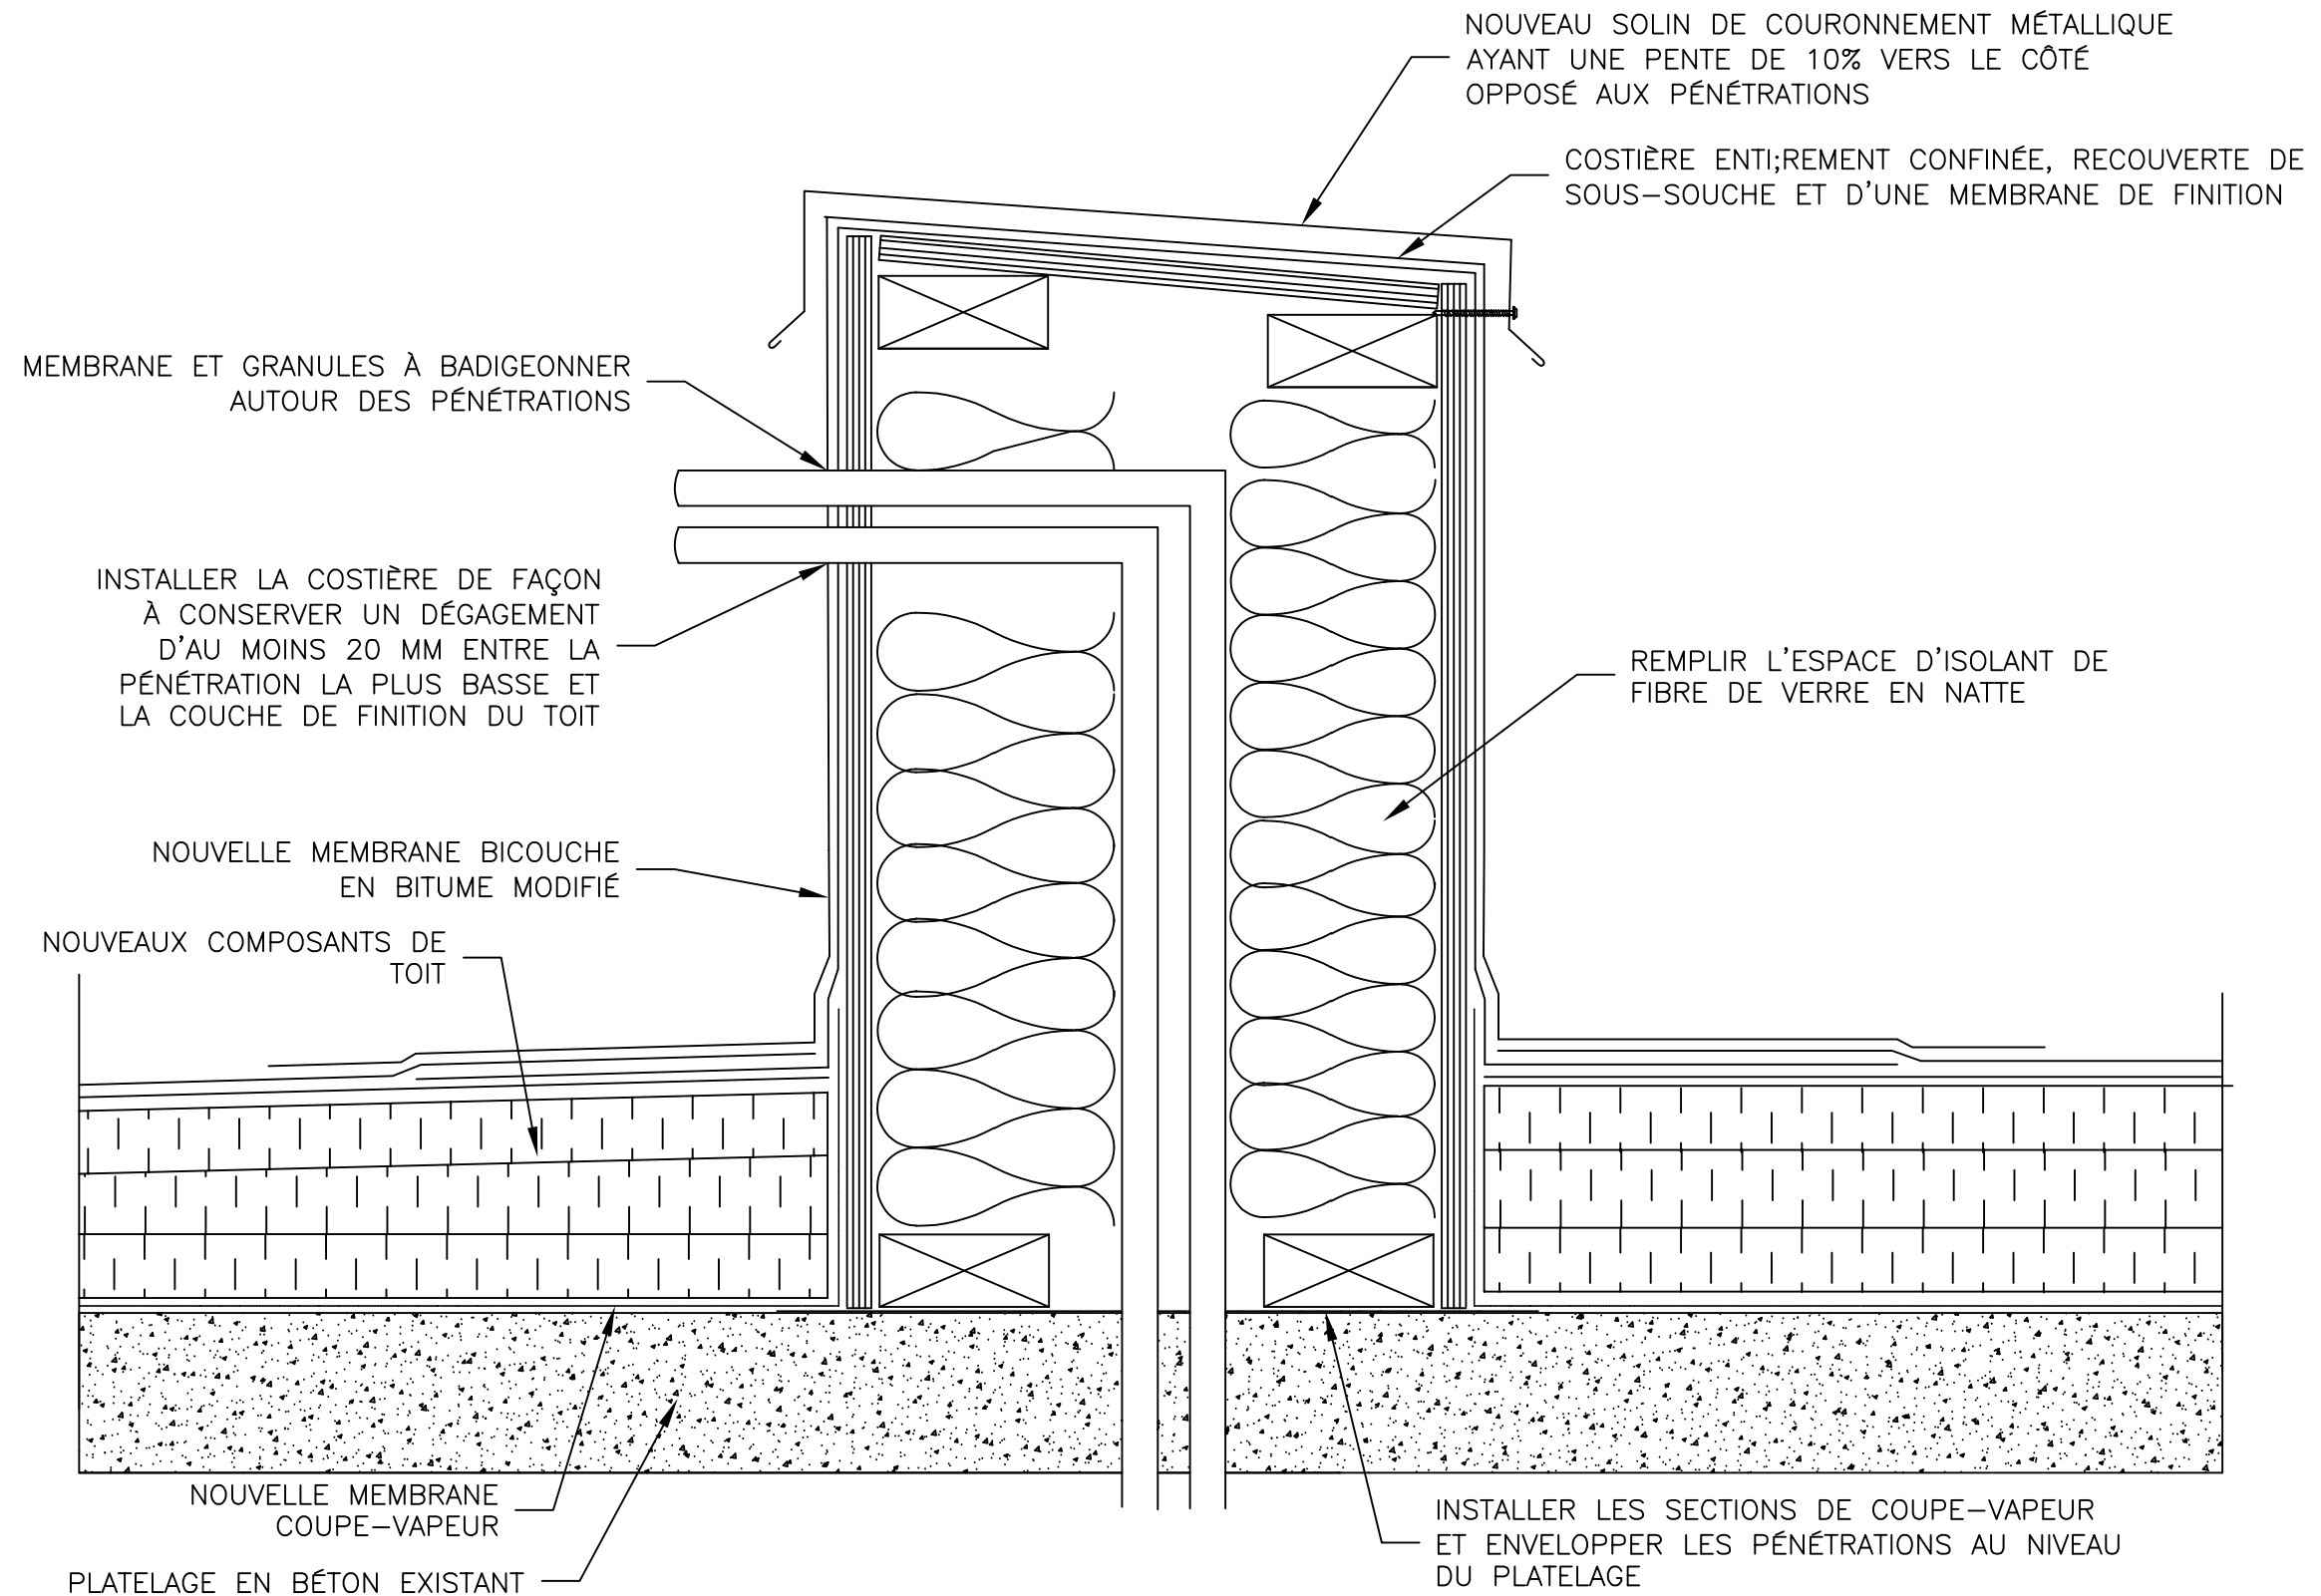 NOUVEAU SOLIN DE COURONNEMENT MÉTALLIQUE
AYANT UNE PENTE DE 10% VERS LE CÔTÉ
OPPOSÉ AUX PÉNÉTRATIONS
COSTIÈRE ENTI;REMENT CONFINÉE, RECOUVERTE DE
SOUS-SOUCHE ET D'UNE MEMBRANE DE FINITION
MEMBRANE ET GRANULES À BADIGEONNER
AUTOUR DES PÉNÉTRATIONS
INSTALLER LA COSTIÈRE DE FAÇON
À CONSERVER UN DÉGAGEMENT
D'AU MOINS 20 MM ENTRE LA
PÉNÉTRATION LA PLUS BASSE ET
LA COUCHE DE FINITION DU TOIT
REMPLIR L'ESPACE D'ISOLANT DE
FIBRE DE VERRE EN NATTE
NOUVELLE MEMBRANE BICOUCHE
EN BITUME MODIFIÉ
NOUVEAUX COMPOSANTS DE
TOIT
NOUVELLE MEMBRANE
COUPE-VAPEUR
PLATELAGE EN BÉTON EXISTANT
INSTALLER LES SECTIONS DE COUPE-VAPEUR
ET ENVELOPPER LES PÉNÉTRATIONS AU NIVEAU
DU PLATELAGE